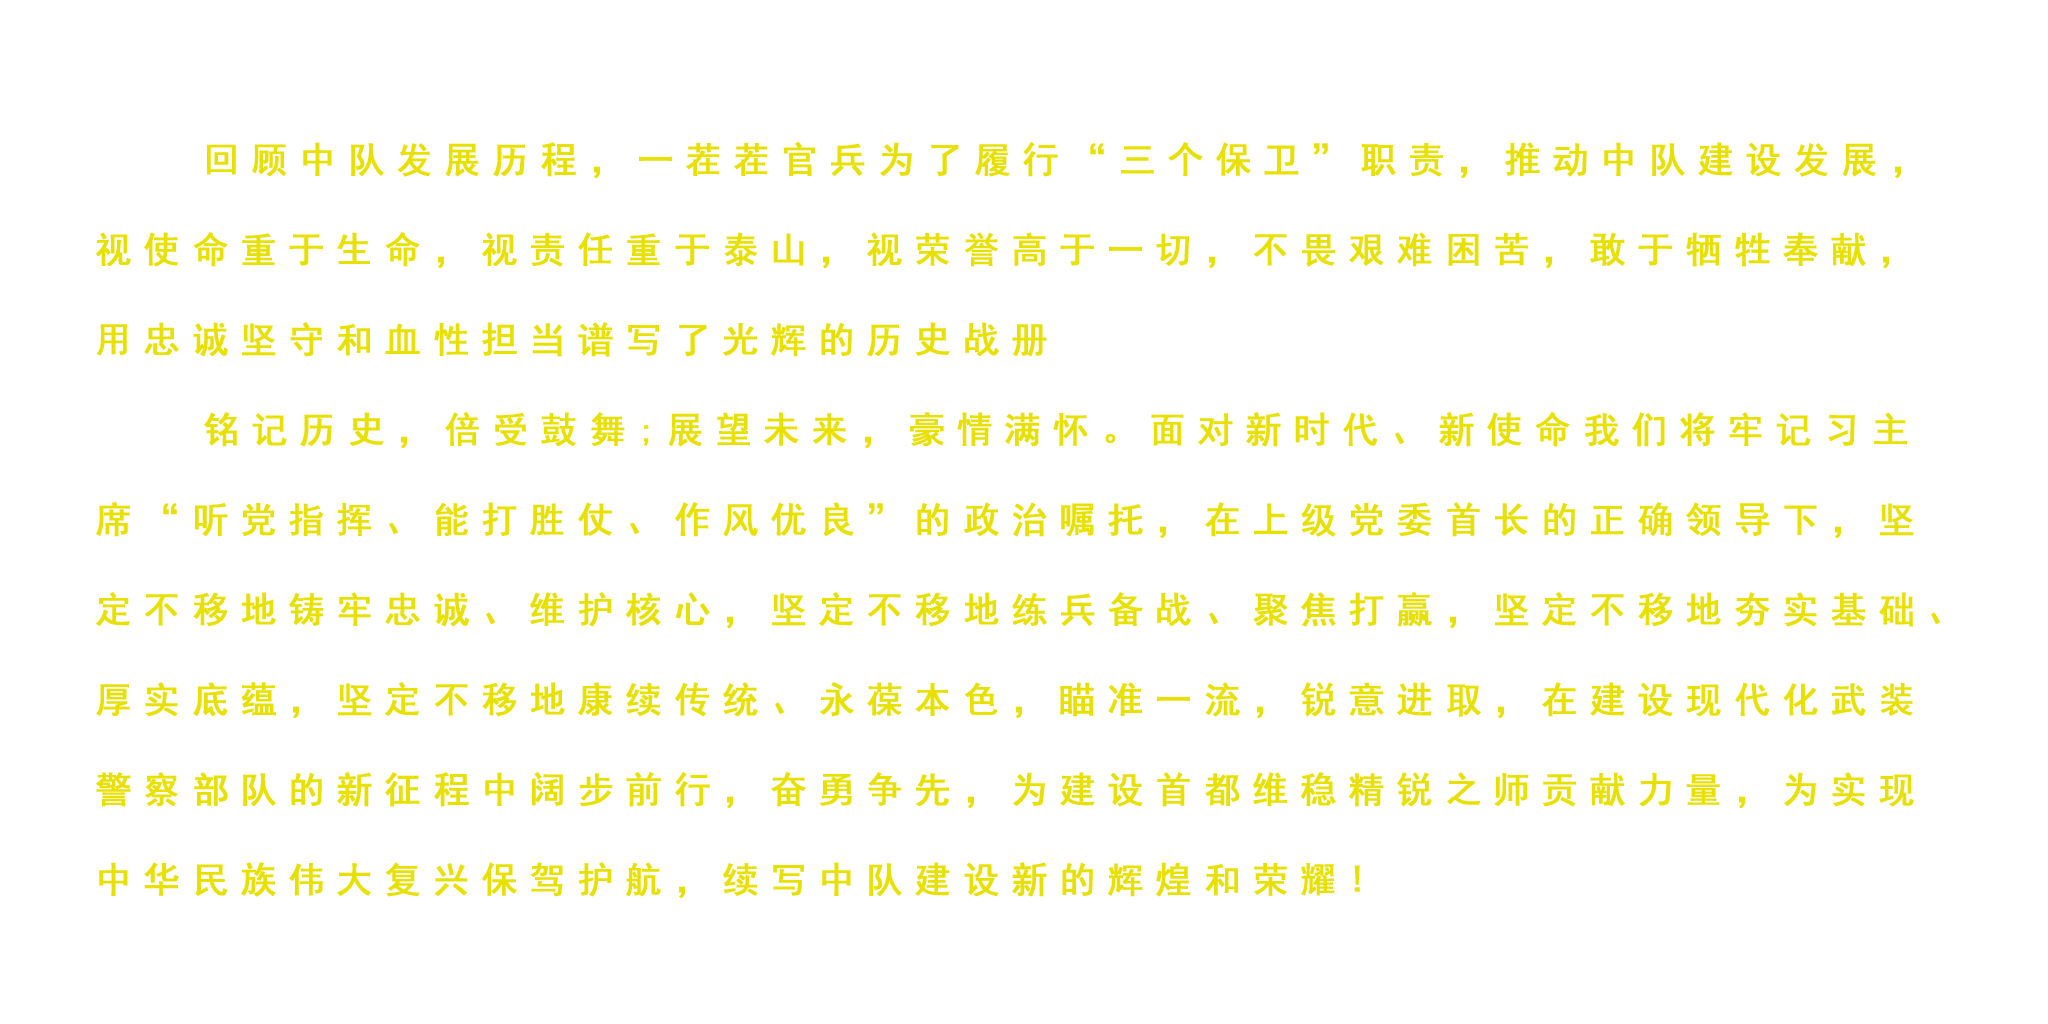 回顾中队发展历程，一茬茬官兵为了履行“三个保卫”职责，推动中队建设发展，
视使命重于生命，视责任重于泰山，视荣誉高于一切，不畏艰难困苦，敢于牺牲奉献，
用忠诚坚守和血性担当谱写了光辉的历史战册
铭记历史，倍受鼓舞;展望未来，豪情满怀。面对新时代、新使命我们将牢记习主
席“听党指挥、能打胜仗、作风优良”的政治嘱托，在上级党委首长的正确领导下，坚
定不移地铸牢忠诚、维护核心，坚定不移地练兵备战、聚焦打赢，坚定不移地夯实基础、
厚实底蕴，坚定不移地康续传统、永葆本色，瞄准一流，锐意进取，在建设现代化武装
警察部队的新征程中阔步前行，奋勇争先，为建设首都维稳精锐之师贡献力量，为实现
中华民族伟大复兴保驾护航，续写中队建设新的辉煌和荣耀！